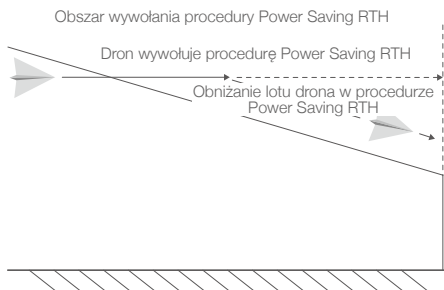 Obszar wywołania procedury Power Saving RTH
Dron wywołuje procedurę Power Saving RTH
Obniżanie lotu drona w procedurze
Power Saving RTH